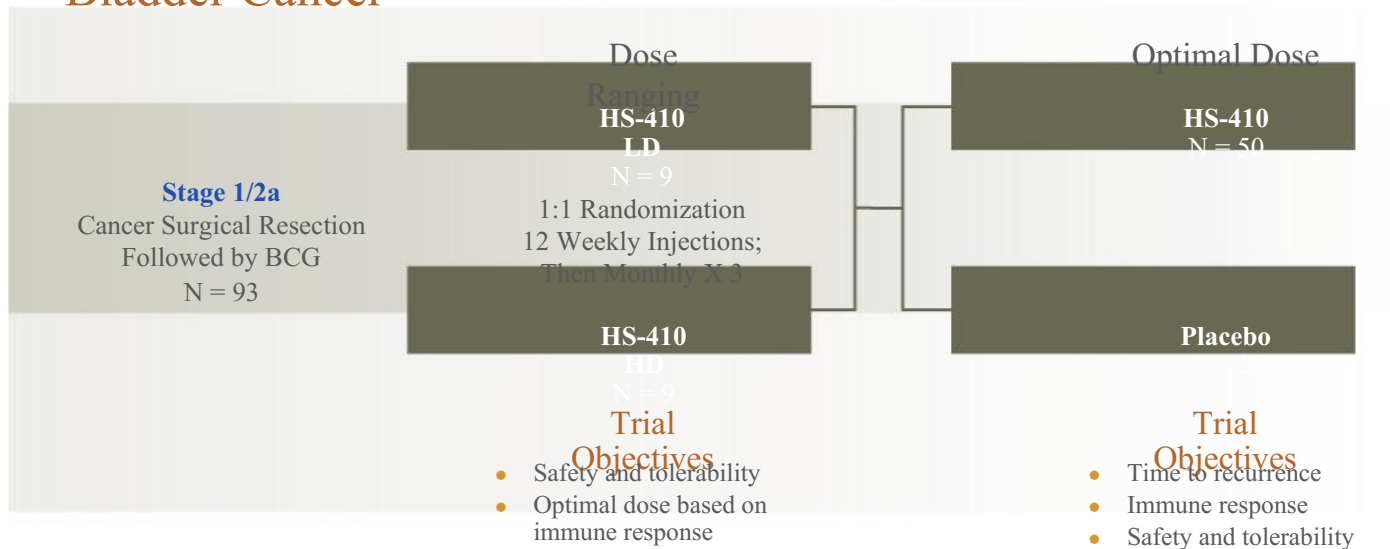 Bladder Cancer
Stage 1/2a
Cancer Surgical Resection
Followed by BCG
N = 93
Dose
Ranging
HS-410
LD
N = 9
1:1 Randomization
12 Weekly Injections;
Then Monthly X 3
HS-410
HD
N = 9
Trial
Objectives
Safety and tolerability
Optimal dose based on
immune response
Optimal Dose
HS-410
N = 50
Placebo
Trial
Objectives
Time to recurrence
Immune response
Safety and tolerability